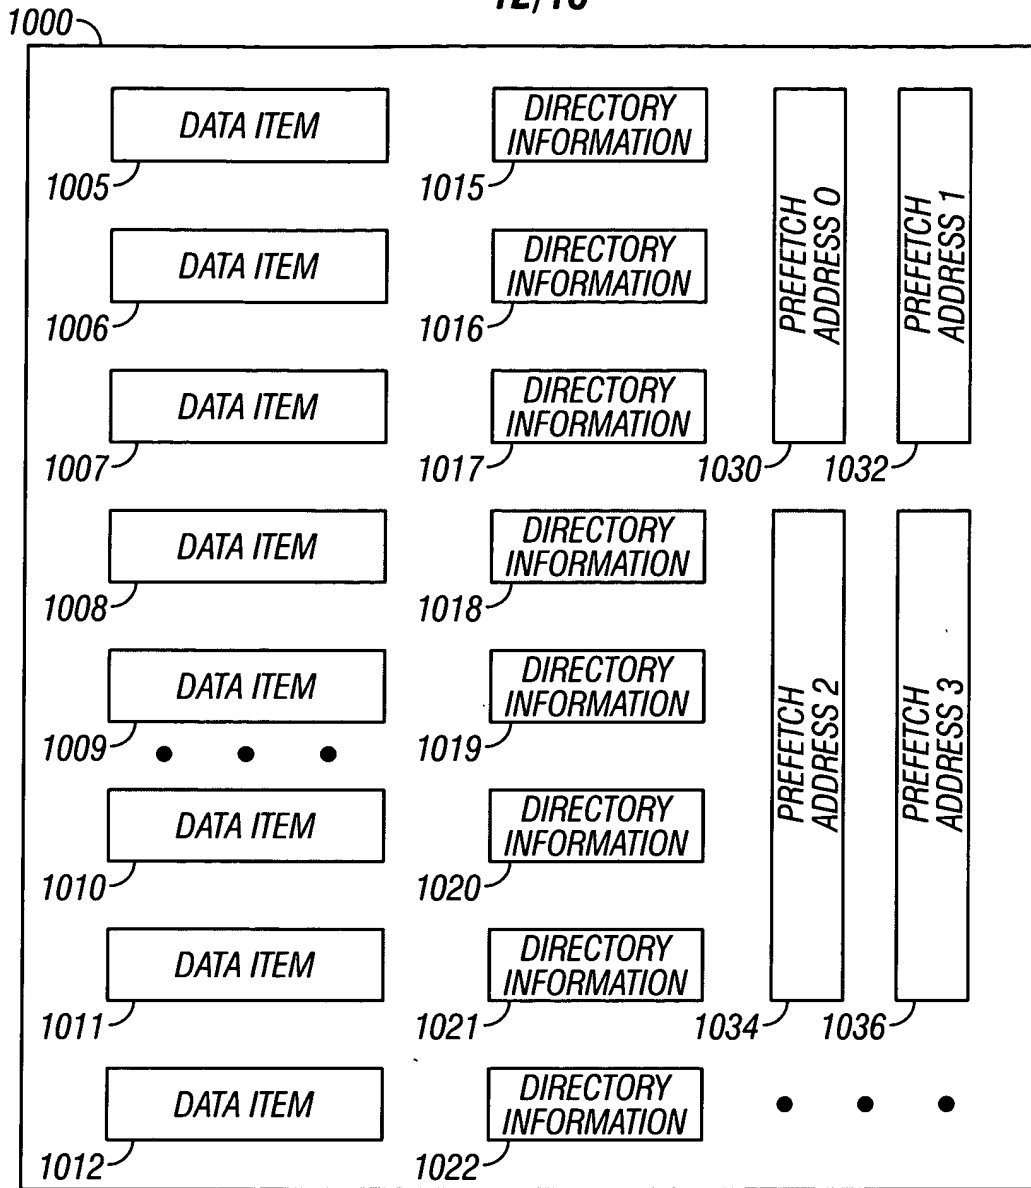 12/16
1000
DATA ITEM
1005
DIRECTORY
INFORMATION
1015
DATA ITEM
1006
DIRECTORY
INFORMATION
1016
DATA ITEM
1007
DIRECTORY
INFORMATION
1017
PREFETCH
ADDRESS 0
1030
PREFETCH
ADDRESS 1
1032
DATA ITEM
1008
DIRECTORY
INFORMATION
1018
DATA ITEM
1009
DIRECTORY
INFORMATION
1019
DATA ITEM
1010
DIRECTORY
INFORMATION
1020
DATA ITEM
1011
DIRECTORY
INFORMATION
1021
PREFETCH
ADDRESS 2
1034
PREFETCH
ADDRESS 3
1036
DATA ITEM
1012
DIRECTORY
INFORMATION
1022